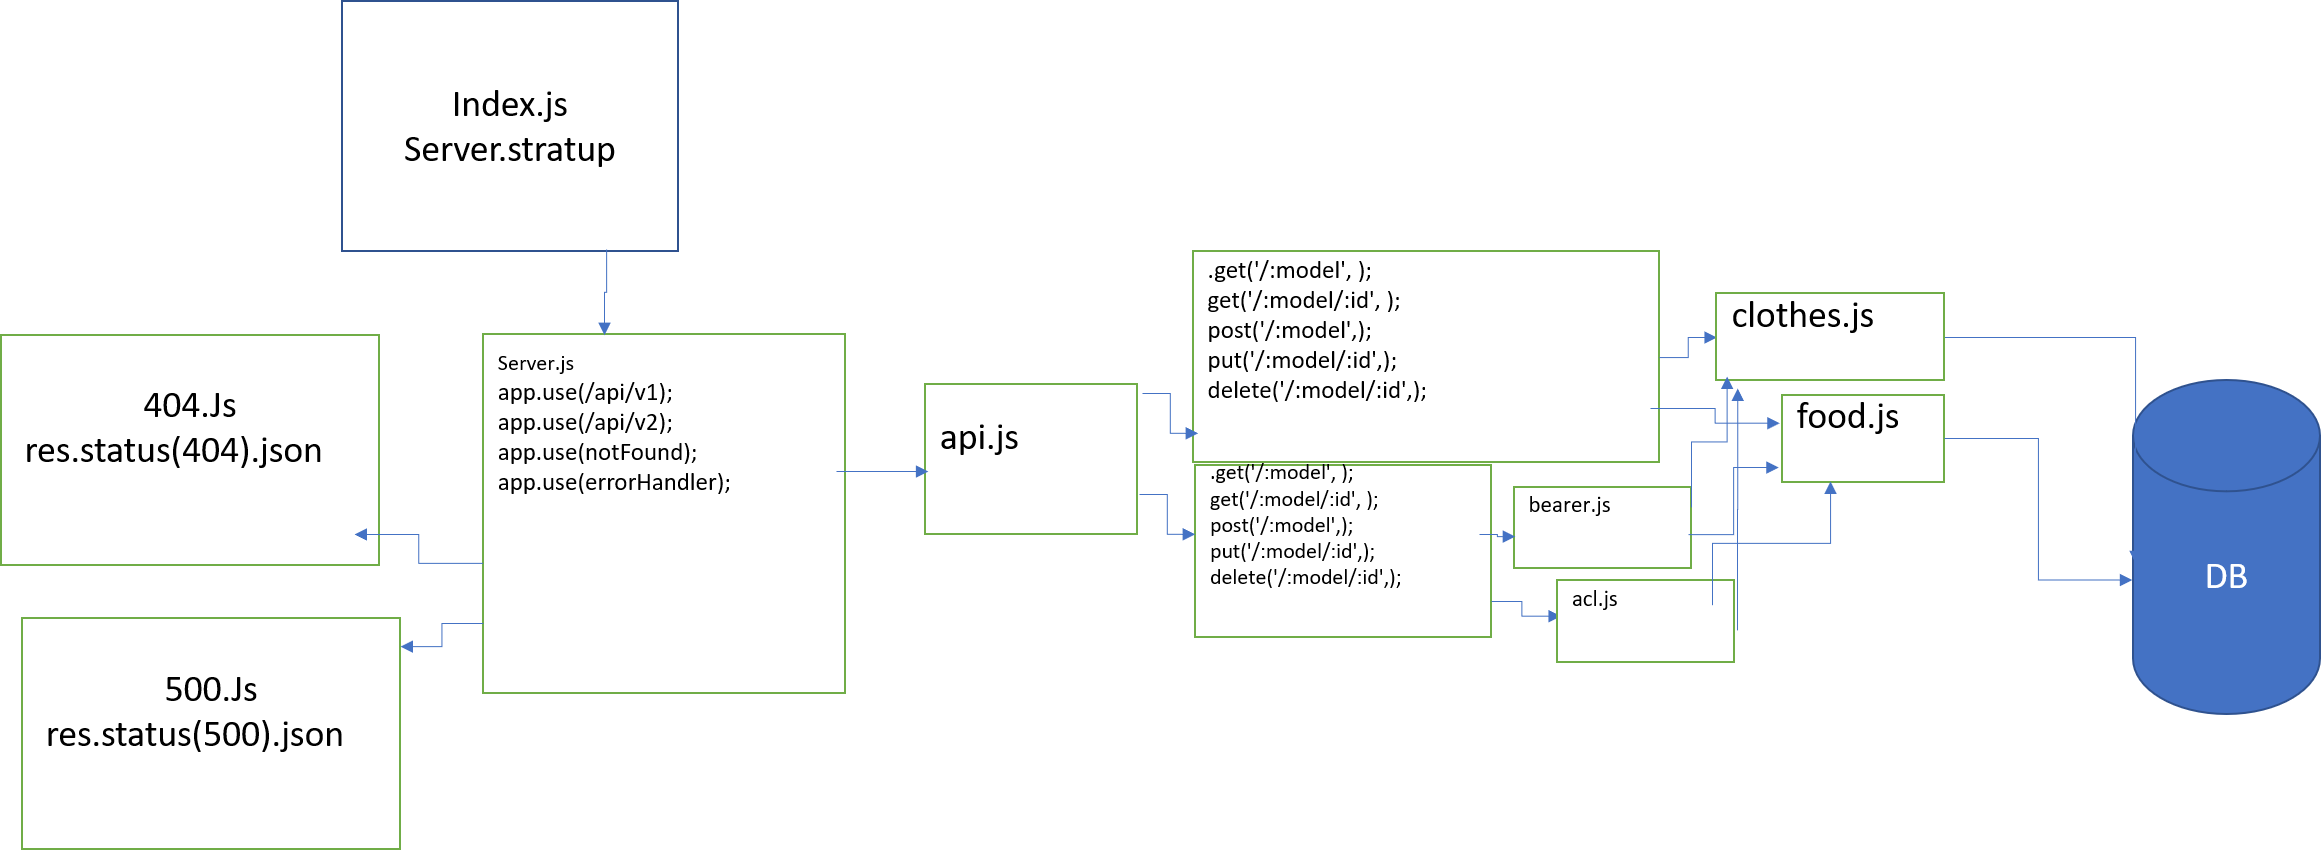 Index.js
Server.stratup
404.Js
res.status(404).json
500.Js
res.status(500).json
Server.js
app.use(/api/v1);
app.use(/api/v2);
app.use(notFound);
app.use(errorHandler);
api.js
.get('/:model', );
get('/:model/:id', );
post('/:model',);
put('/:model/:id',);
delete('/:model/:id',);
.get('/:model', );
get('/:model/:id', );
post('/:model',);
put('/:model/:id',);
delete('/:model/:id',);
bearer.js
acl.js
clothes.js
food.js
DB